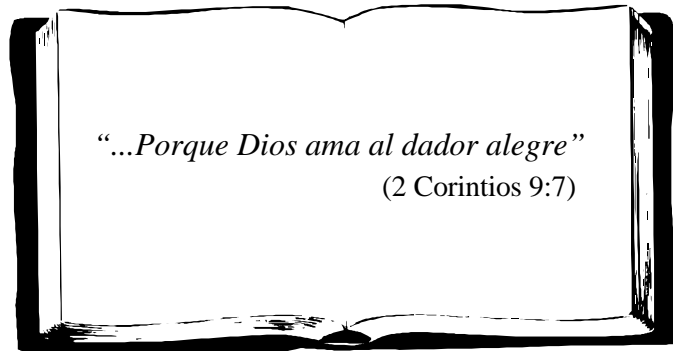 “...Porque Dios ama al dador alegre”
(2 Corintios 9:7)